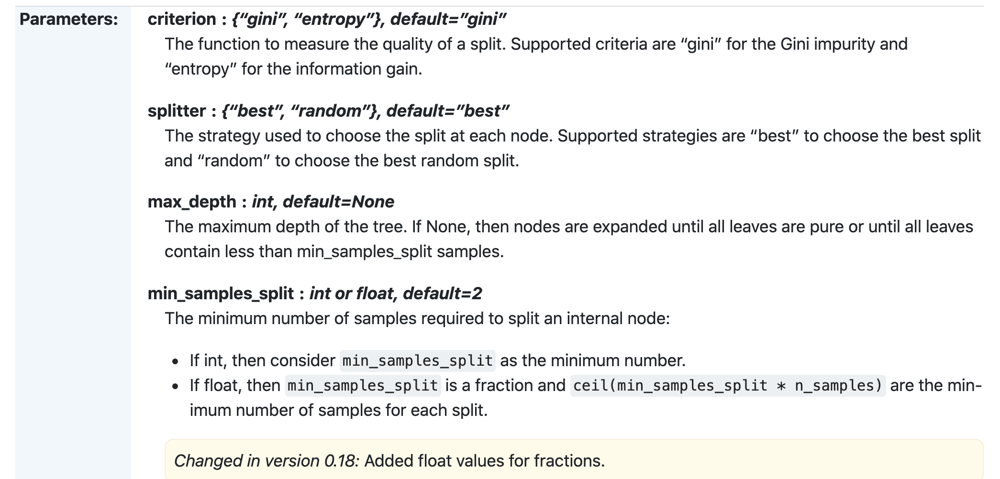 Parameters:
criterion : {“gini”, “entropy”}, default=”gini”
The function to measure the quality of a split. Supported criteria are “gini” for the Gini impurity and
“entropy” for the information gain.
splitter : {“best”, “random”}, default=”best”
The strategy used to choose the split at each node. Supported strategies are “best” to choose the best split
and “random” to choose the best random split.
max_depth : int, default=None
The maximum depth of the tree. If None, then nodes are expanded until all leaves are pure or until all leaves
contain less than min_samples_split samples.
min_samples_split : int or float, default=2
The minimum number of samples required to split an internal node:
• If int, then consider min_samples_split as the minimum number.
• If float, then min_samples_split is a fraction and ceil(min_samples_split * n_samples) are the min-
imum number of samples for each split.
Changed in version 0.18: Added float values for fractions.